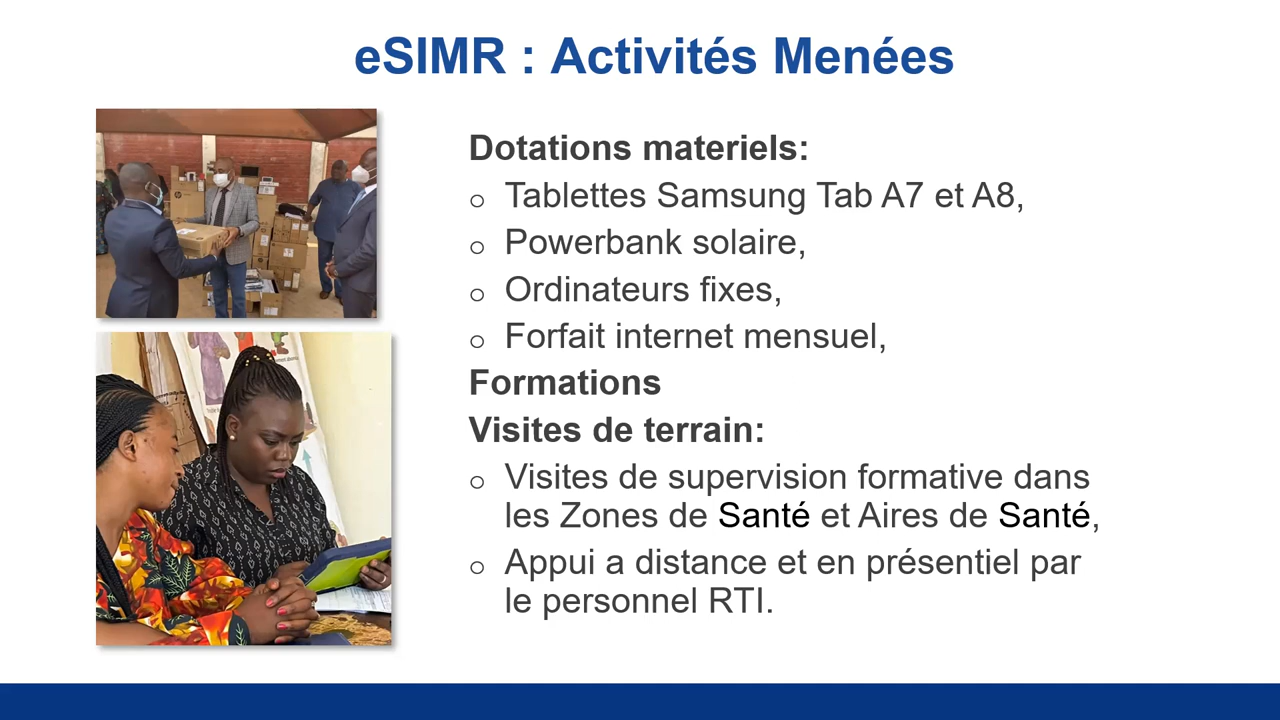 eSIMR : Activités Menées
Dotations materiels:
o Tablettes Samsung Tab A7 et A8,
o Powerbank solaire,
o Ordinateurs fixes,
o Forfait internet mensuel,
Formations
Visites de terrain:
o Visites de supervision formative dans
les Zones de Santé et Aires de Santé,
o Appui a distance et en présentiel par
le personnel RTI.